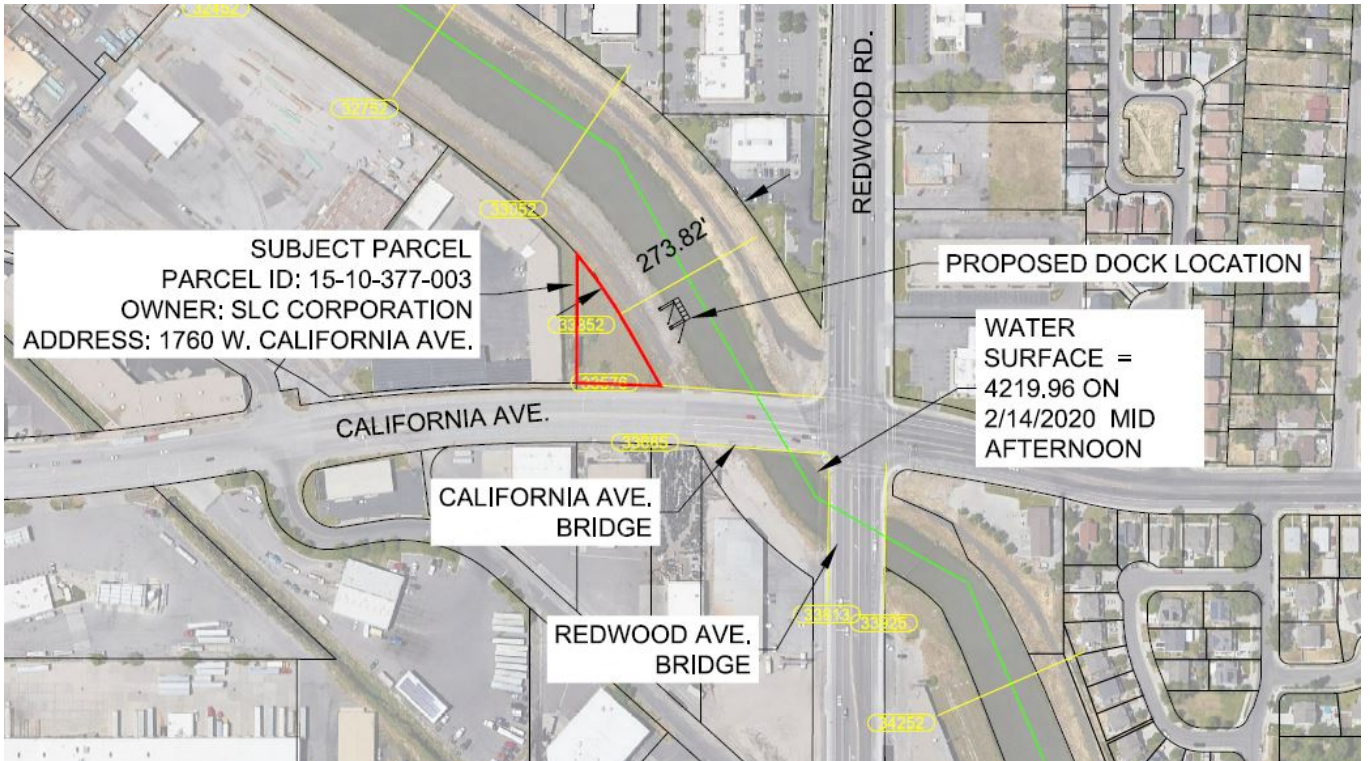 32452
32752
33052
REDWOOD RD.
273.82'
SUBJECT PARCEL
PARCEL ID: 15-10-377-003
OWNER: SLC CORPORATION
ADDRESS: 1760 W. CALIFORNIA AVE.
PROPOSED DOCK LOCATION
WATER
SURFACE =
4219.96 ON
2/14/2020 MID
AFTERNOON
33352
33576
CALIFORNIA AVE.
33685
CALIFORNIA AVE.
BRIDGE
33813
33925
REDWOOD AVE.
BRIDGE
34252